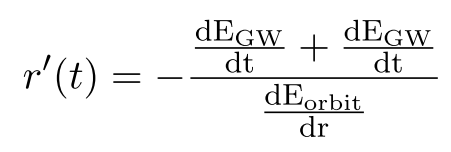 r′(t) = − (dE_GW/dt + dE_GW/dt) / (dE_orbit/dr)